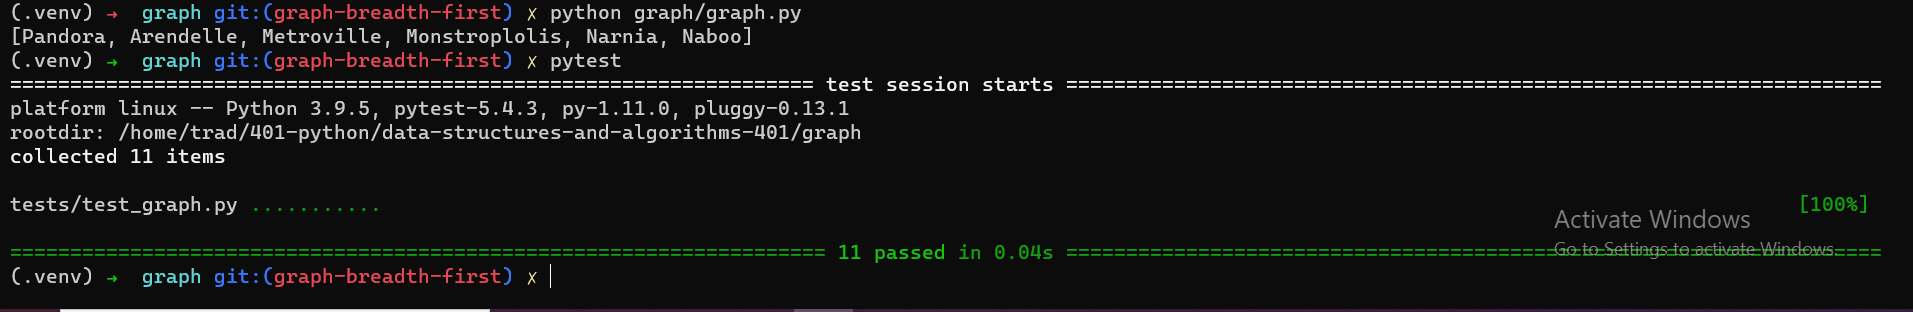 (.venv) → graph git:(graph-breadth-first) ✗ python graph/graph.py
[Pandora, Arendelle, Metroville, Monstroplolis, Narnia, Naboo]
(.venv) → graph git:(graph-breadth-first) ✗ pytest
=================================================================== test session starts ====================================================================
platform linux -- Python 3.9.5, pytest-5.4.3, py-1.11.0, pluggy-0.13.1
rootdir: /home/trad/401-python/data-structures-and-algorithms-401/graph
collected 11 items
tests/test_graph.py ........... [100%]
==================================================================== 11 passed in 0.04s ====================================================================
(.venv) → graph git:(graph-breadth-first) ✗
Activate Windows
Go to Settings to activate Windows.